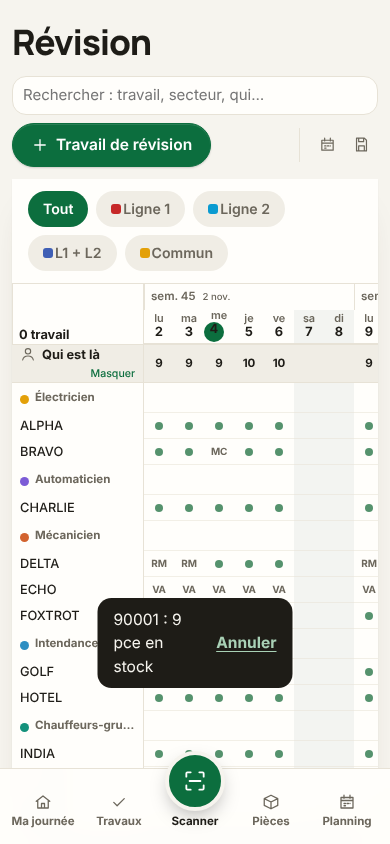 Révision
Rechercher : travail, secteur, qui...
+ Travail de révision
Tout
Ligne 1
Ligne 2
L1 + L2
Commun
sem. 45 2 nov.
sem
lu ma me je ve sa di lu
0 travail 2 3 4 5 6 7 8 9
Qui est là 9 9 9 10 10 9
Masquer
Électricien
ALPHA
BRAVO MC
Automaticien
CHARLIE
Mécanicien
DELTA RM RM RM
ECHO VA VA VA VA VA VA
FOXTROT
90001 : 9
pce en
stock
Annuler
Intendance
GOLF
HOTEL
Chauffeurs-gru...
INDIA
Ma journée Travaux Scanner Pièces Planning